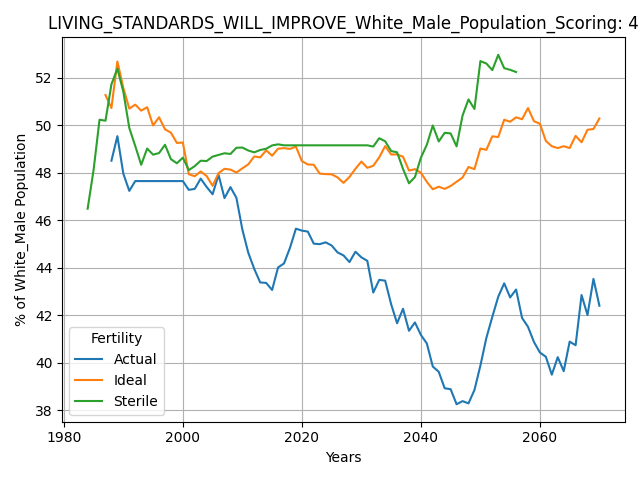 LIVING_STANDARDS_WILL_IMPROVE_White_Male_Population_Scoring: 4
% of White_Male Population
52
50
48
46
44
42
40
38
Fertility
Actual
Ideal
Sterile
1980
2000
2020
2040
2060
Years